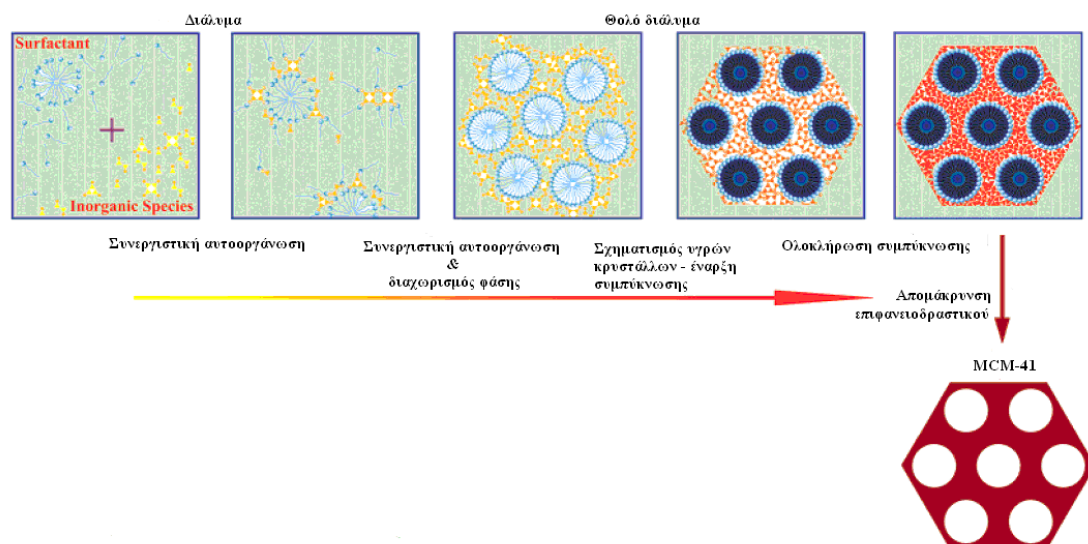 Διάλυμα
Θολό διάλυμα
Surfactant
Inorganic Species
Συνεργιστική αυτοοργάνωση
Συνεργιστική αυτοοργάνωση
&
διαχωρισμός φάσης
Σχηματισμός υγρών
κρυστάλλων - έναρξη
συμπύκνωσης
Ολοκλήρωση συμπύκνωσης
Απομάκρυνση
επιφανειοδραστικού
MCM-41